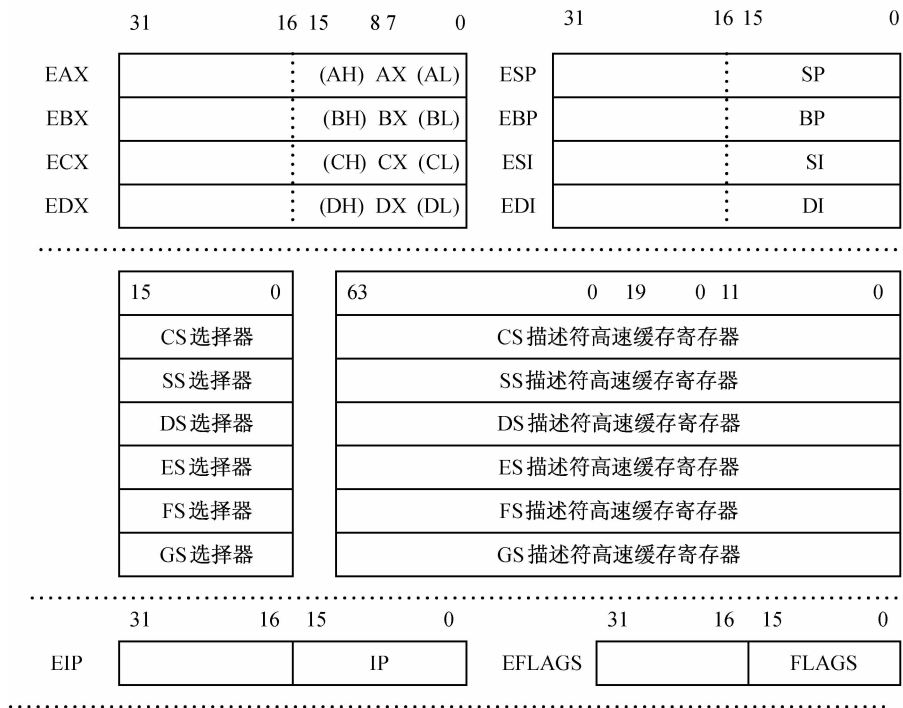 31 16 15 8 7 0 31 16 15 0
EAX (AH) AX (AL) ESP SP
EBX (BH) BX (BL) EBP BP
ECX (CH) CX (CL) ESI SI
EDX (DH) DX (DL) EDI DI
15 0 63 0 19 0 11 0
CS选择器 CS描述符高速缓存寄存器
SS选择器 SS描述符高速缓存寄存器
DS选择器 DS描述符高速缓存寄存器
ES选择器 ES描述符高速缓存寄存器
FS选择器 FS描述符高速缓存寄存器
GS选择器 GS描述符高速缓存寄存器
31 16 15 0 31 16 15 0
EIP IP EFLAGS FLAGS